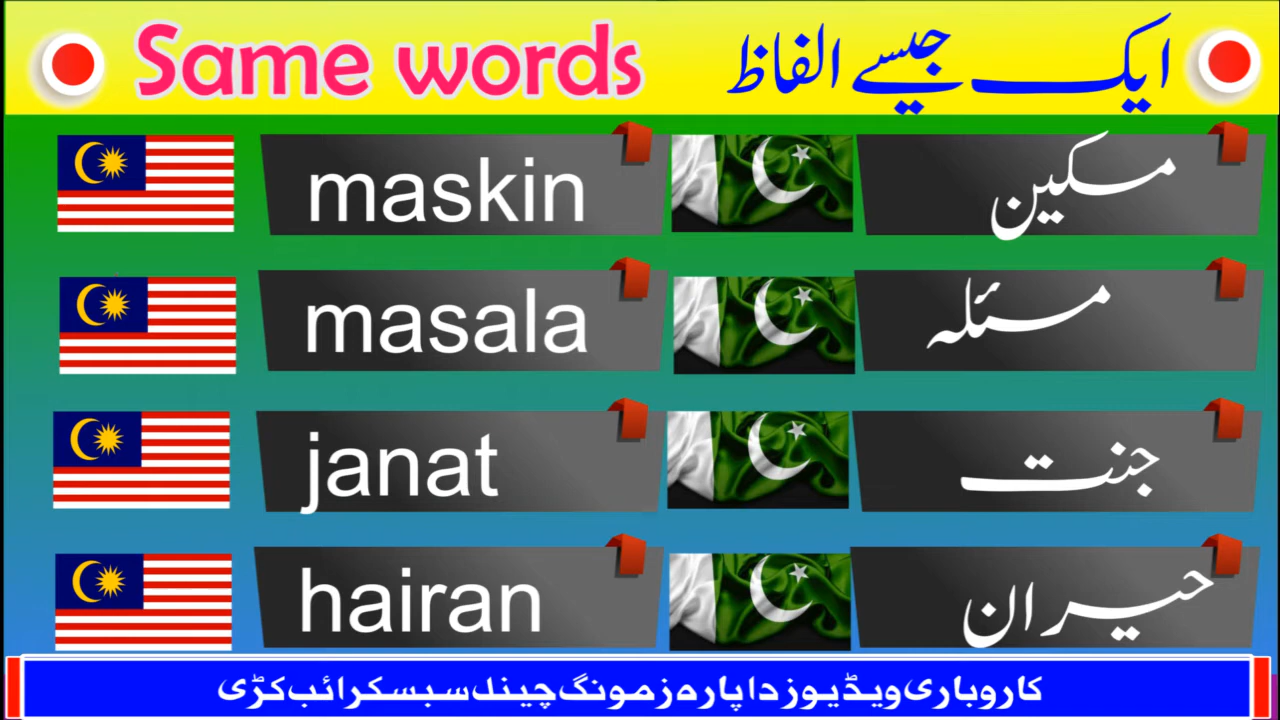 Same words ایک جیسے الفاظ
maskin مسکین
masala مسئلہ
janat جنت
hairan حیران
کاروباری ویڈیوز دا پارہ زمونگ چینل سبسکرائب کڑی